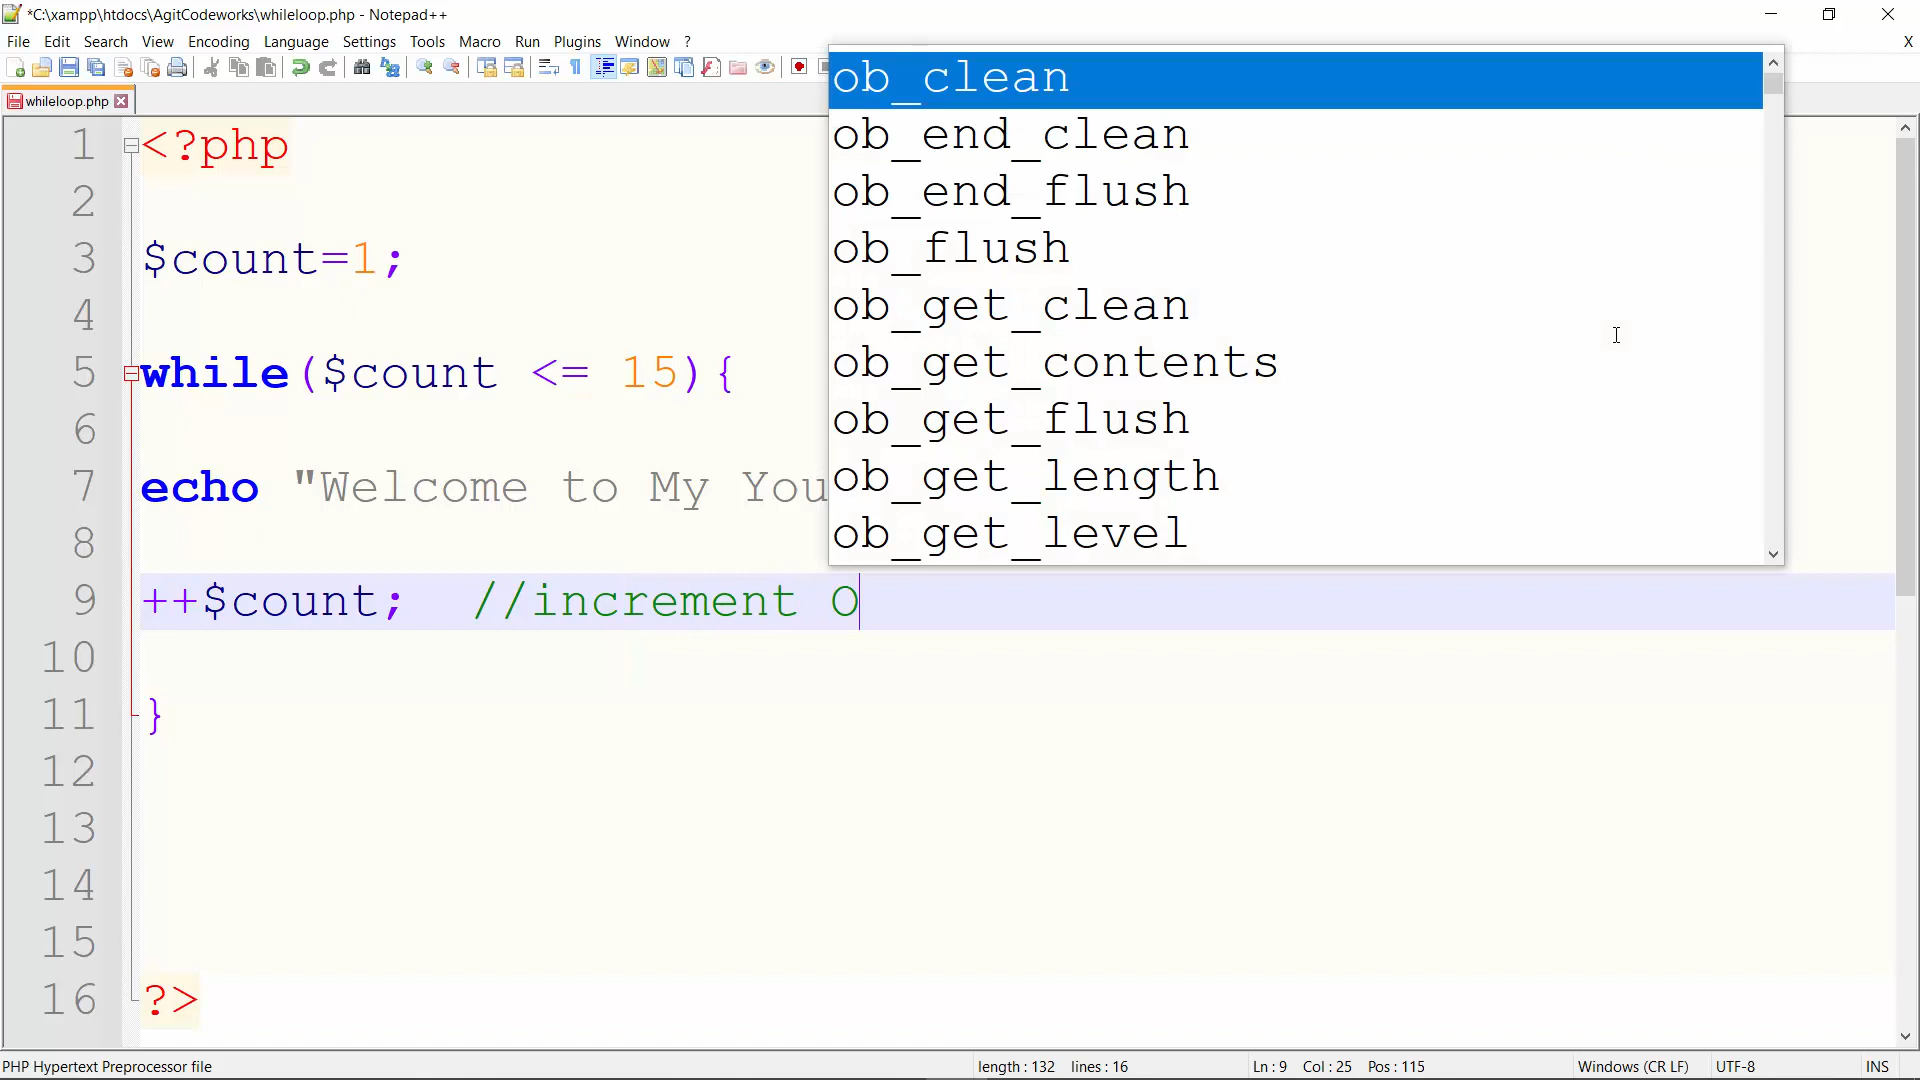 *C:\xampp\htdocs\AgitCodeworks\whileloop.php - Notepad++
File Edit Search View Encoding Language Settings Tools Macro Run Plugins Window ? X
whileloop.php
1 <?php
2
3 $count=1;
4
5 while($count <= 15){
6
7 echo "Welcome to My You
8
9 ++$count; //increment O
10
11 }
12
13
14
15
16 ?>
ob_clean
ob_end_clean
ob_end_flush
ob_flush
ob_get_clean
ob_get_contents
ob_get_flush
ob_get_length
ob_get_level
PHP Hypertext Preprocessor file length : 132 lines : 16 Ln : 9 Col : 25 Pos : 115 Windows (CR LF) UTF-8 INS